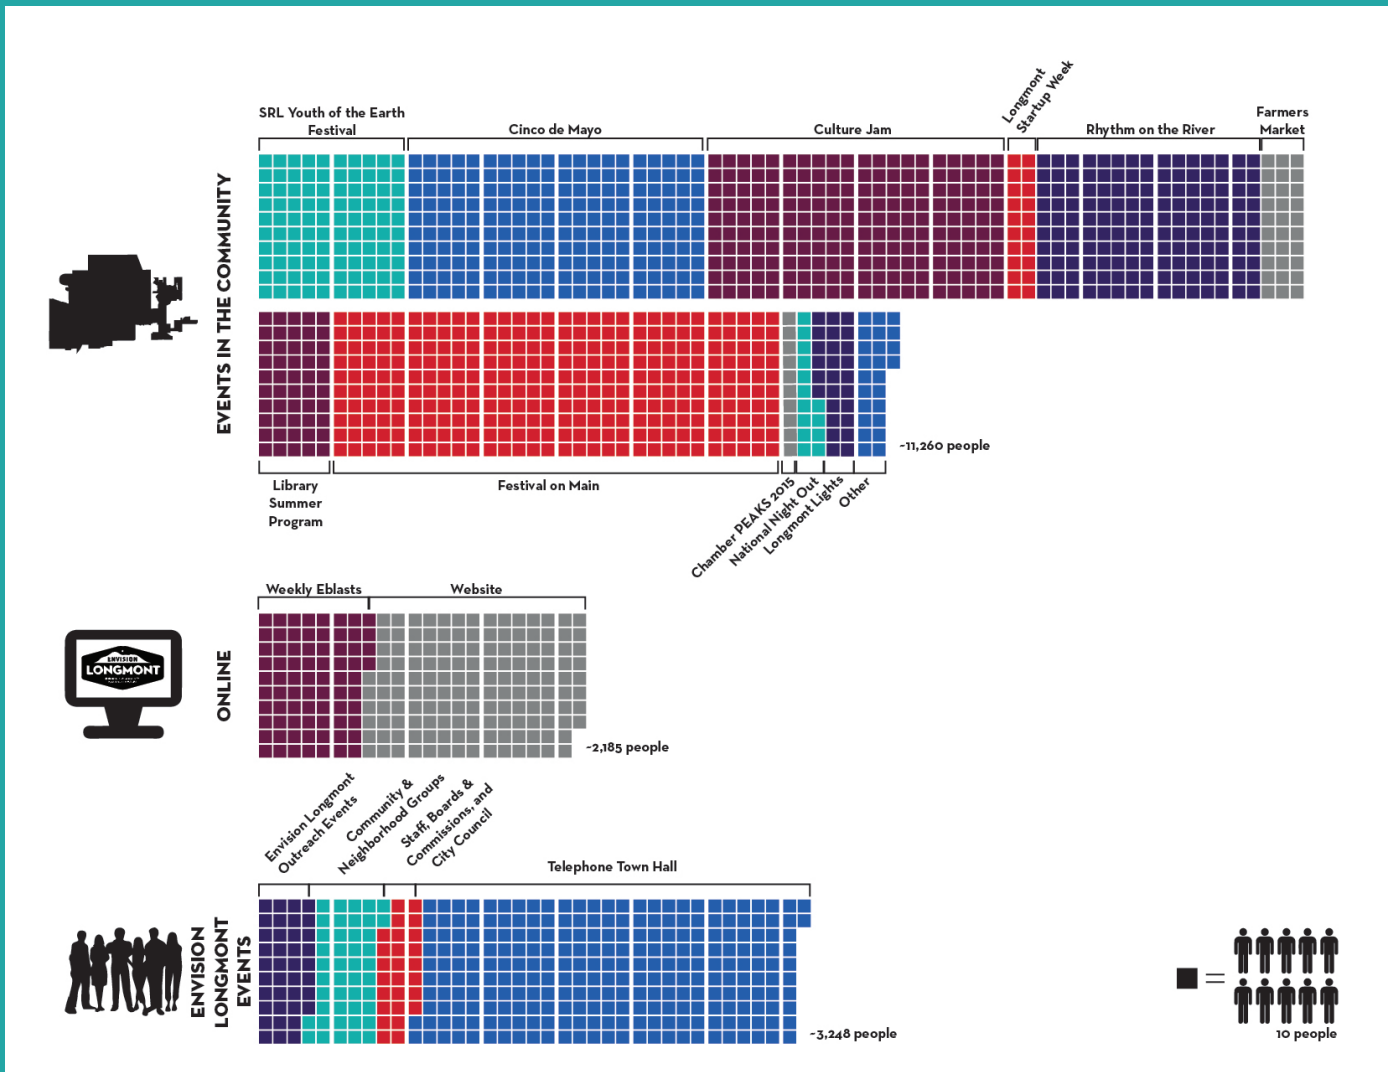 SRL Youth of the Earth
Festival
Cinco de Mayo
Culture Jam
Longmont
Startup Week
Rhythm on the River
Farmers
Market
EVENTS IN THE COMMUNITY
~11,260 people
Library
Summer
Program
Festival on Main
Chamber PEAKS 2015
National Night Out
Longmont Lights
Other
Weekly Eblasts
Website
ENVISION
LONGMONT
ONLINE
~2,185 people
Envision Longmont
Outreach Events
Community &
Neighborhood Groups
Staff, Boards &
Commissions, and
City Council
Telephone Town Hall
ENVISION
LONGMONT
EVENTS
~3,248 people
=
10 people